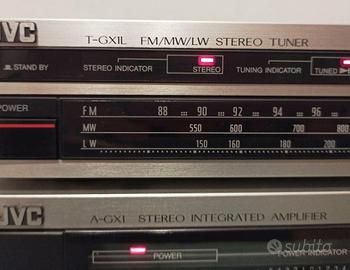 JVC T-GX1L FM/MW/LW STEREO TUNER
STAND BY STEREO INDICATOR STEREO TUNING INDICATOR TUNED
POWER FM 88 90 92 94 96
MW 550 600 700 800
LW 150 160 180 200
JVC A-GX1 STEREO INTEGRATED AMPLIFIER
POWER POWER INDICATOR
subito